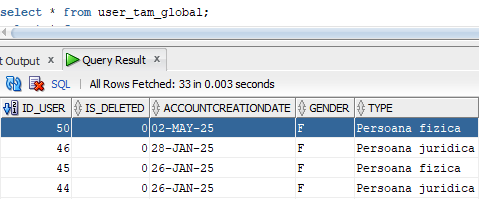 select * from user_tam_global;
t Output x Query Result x
SQL | All Rows Fetched: 33 in 0.003 seconds
ID_USER IS_DELETED ACCOUNTCREATIONDATE GENDER TYPE
50 0 02-MAY-25 F Persoana fizica
46 0 28-JAN-25 F Persoana juridica
45 0 26-JAN-25 F Persoana fizica
44 0 26-JAN-25 F Persoana juridica